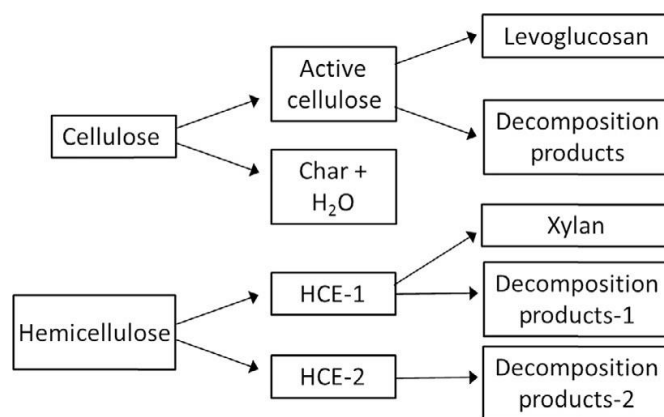 Levoglucosan
Active
cellulose
Cellulose
Decomposition
products
Char +
H₂O
Xylan
HCE-1
Decomposition
products-1
Hemicellulose
HCE-2
Decomposition
products-2